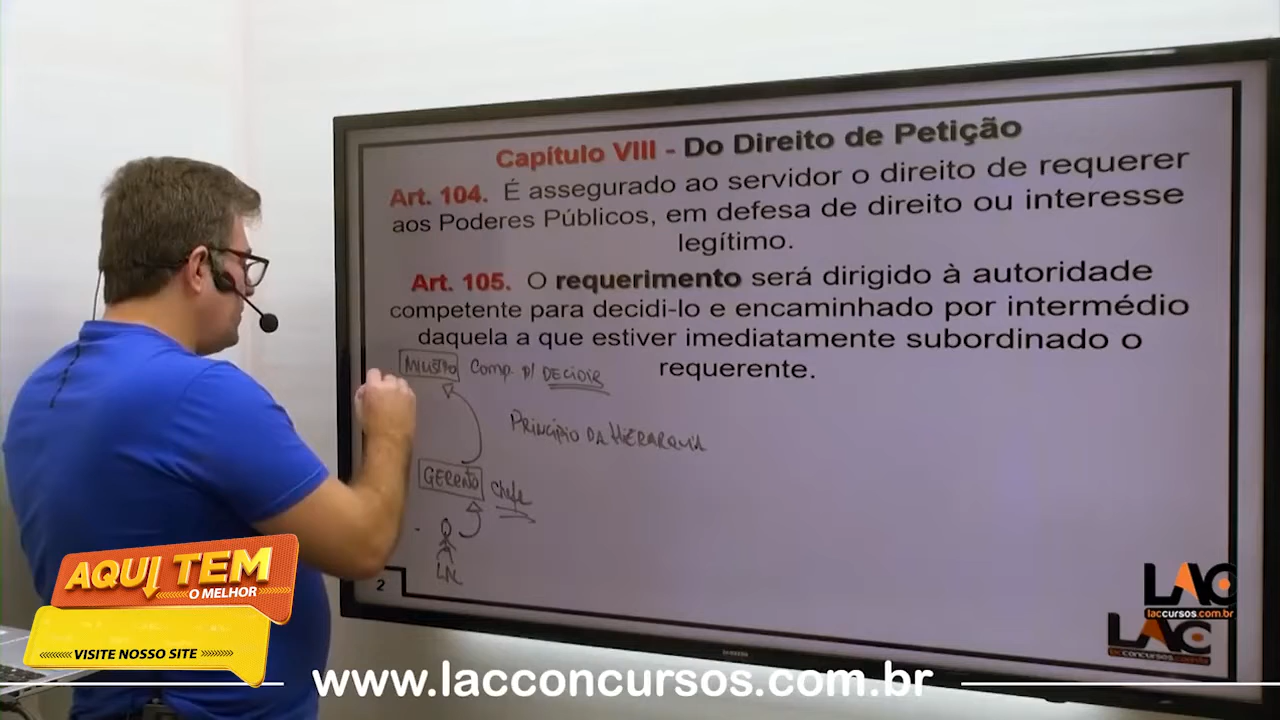 Capítulo VIII - Do Direito de Petição
Art. 104. É assegurado ao servidor o direito de requerer
aos Poderes Públicos, em defesa de direito ou interesse
legítimo.
Art. 105. O requerimento será dirigido à autoridade
competente para decidi-lo e encaminhado por intermédio
daquela a que estiver imediatamente subordinado o
requerente.
Comp. p/ DECIDIR
PRINCÍPIO DA HIERARQUIA
GERENTE
Chefe
2
LAC
laccursos.com.br
LAC
lacconcursos.com.br
AQUI TEM
O MELHOR
VISITE NOSSO SITE
www.lacconcursos.com.br